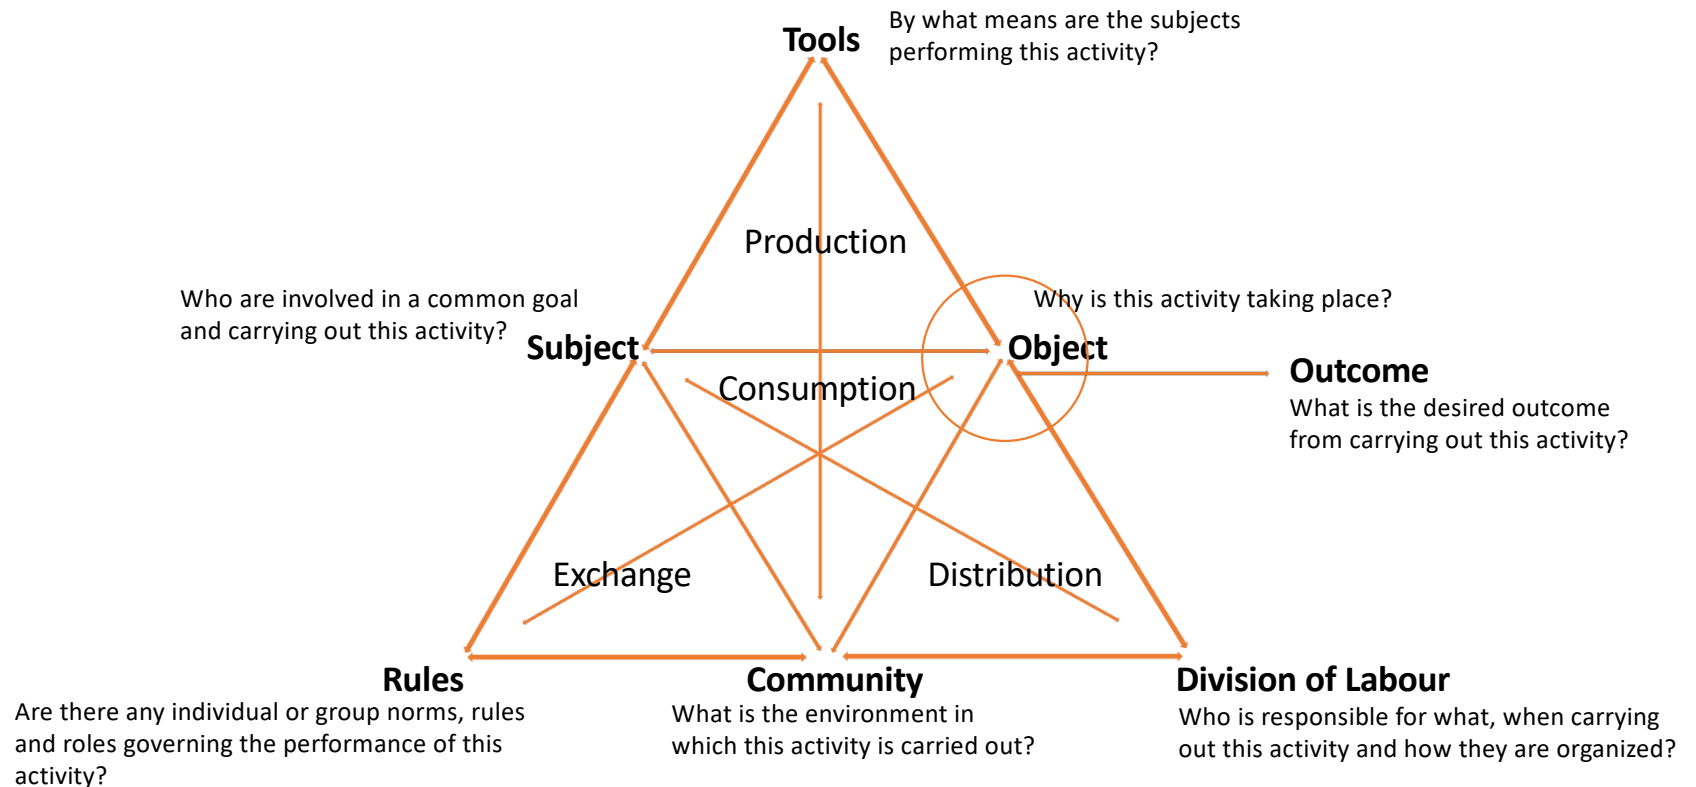 Tools
By what means are the subjects
performing this activity?
Production
Who are involved in a common goal
and carrying out this activity?
Subject
Why is this activity taking place?
Object
Outcome
What is the desired outcome
from carrying out this activity?
Consumption
Exchange
Distribution
Rules
Are there any individual or group norms, rules
and roles governing the performance of this
activity?
Community
What is the environment in
which this activity is carried out?
Division of Labour
Who is responsible for what, when carrying
out this activity and how they are organized?